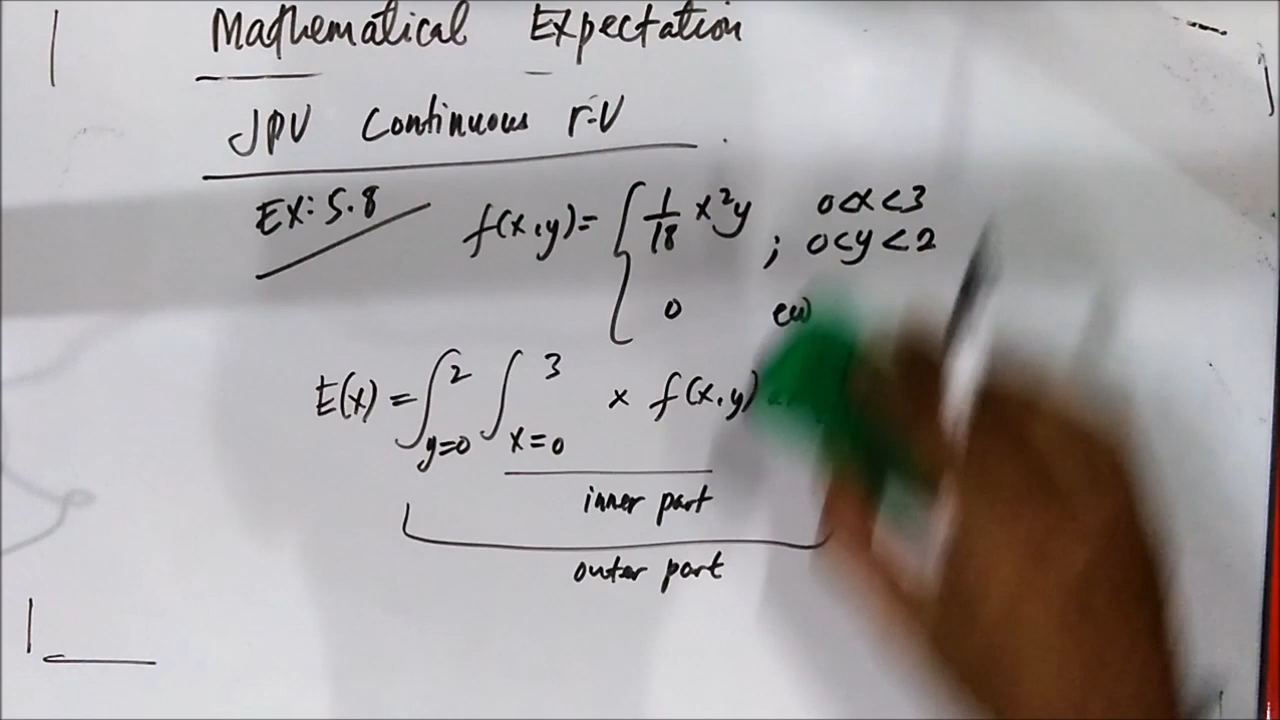 Mathematical Expectation
JPV Continuous r.V
EX: 5.8
f(x,y)= { 1/18 x²y ; 0<x<3
0<y<2
0 ew
E(x) = ∫ 2 y=0 ∫ 3 x=0 x f(x,y)
inner part
outer part